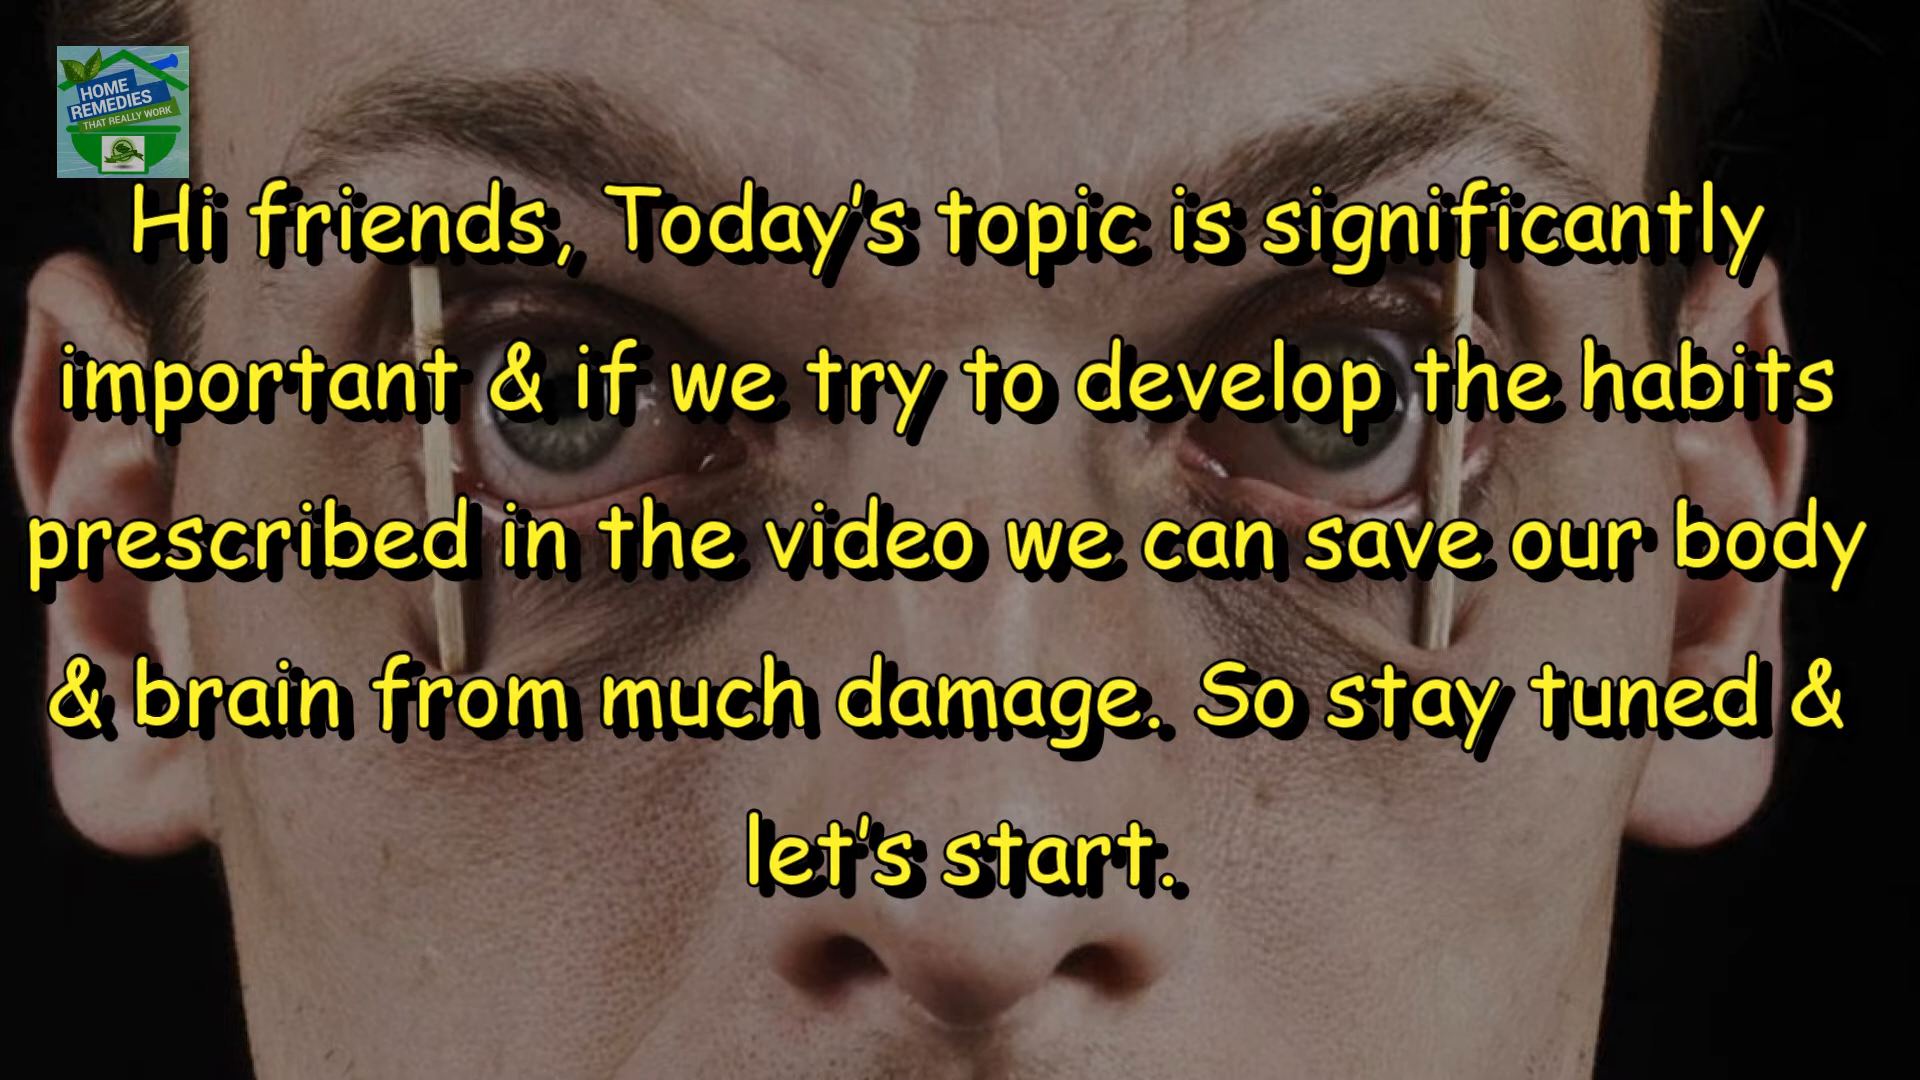 HOME
REMEDIES
THAT REALLY WORK
Hi friends, Today's topic is significantly
important & if we try to develop the habits
prescribed in the video we can save our body
& brain from much damage. So stay tuned &
let's start.